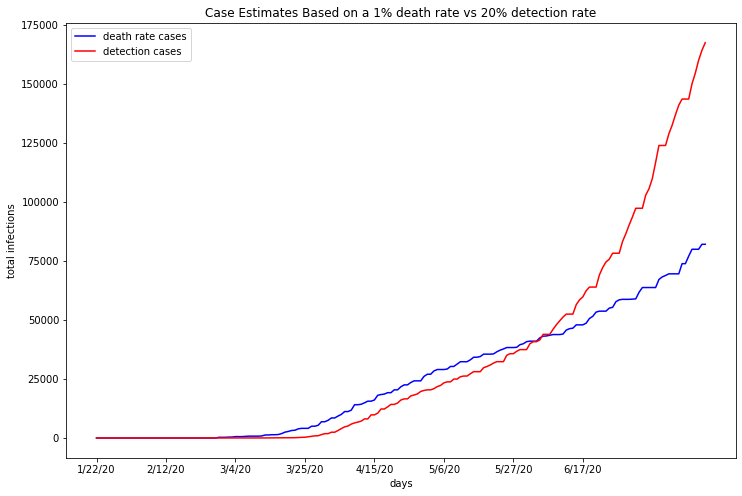 Case Estimates Based on a 1% death rate vs 20% detection rate
death rate cases
detection cases
175000
150000
125000
100000
75000
50000
25000
0
total infections
1/22/20 2/12/20 3/4/20 3/25/20 4/15/20 5/6/20 5/27/20 6/17/20
days